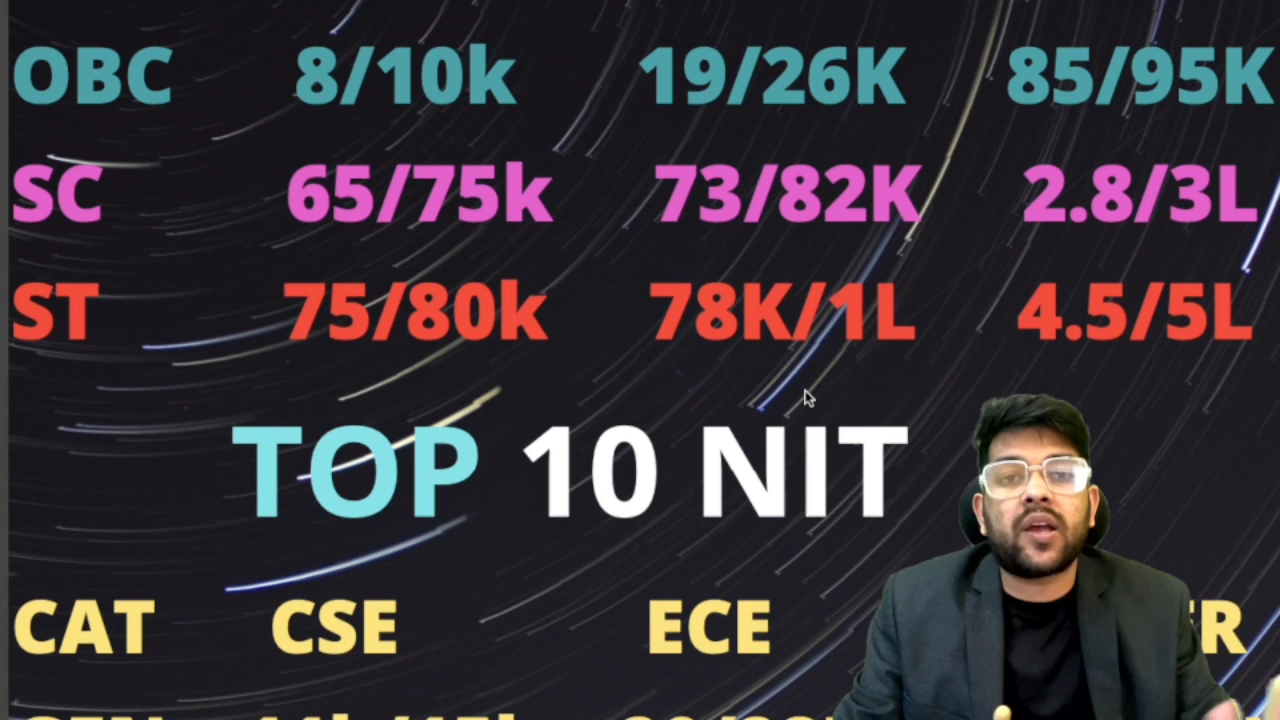 OBC 8/10k 19/26K 85/95K
SC 65/75k 73/82K 2.8/3L
ST 75/80k 78K/1L 4.5/5L
TOP 10 NIT
CAT CSE ECE